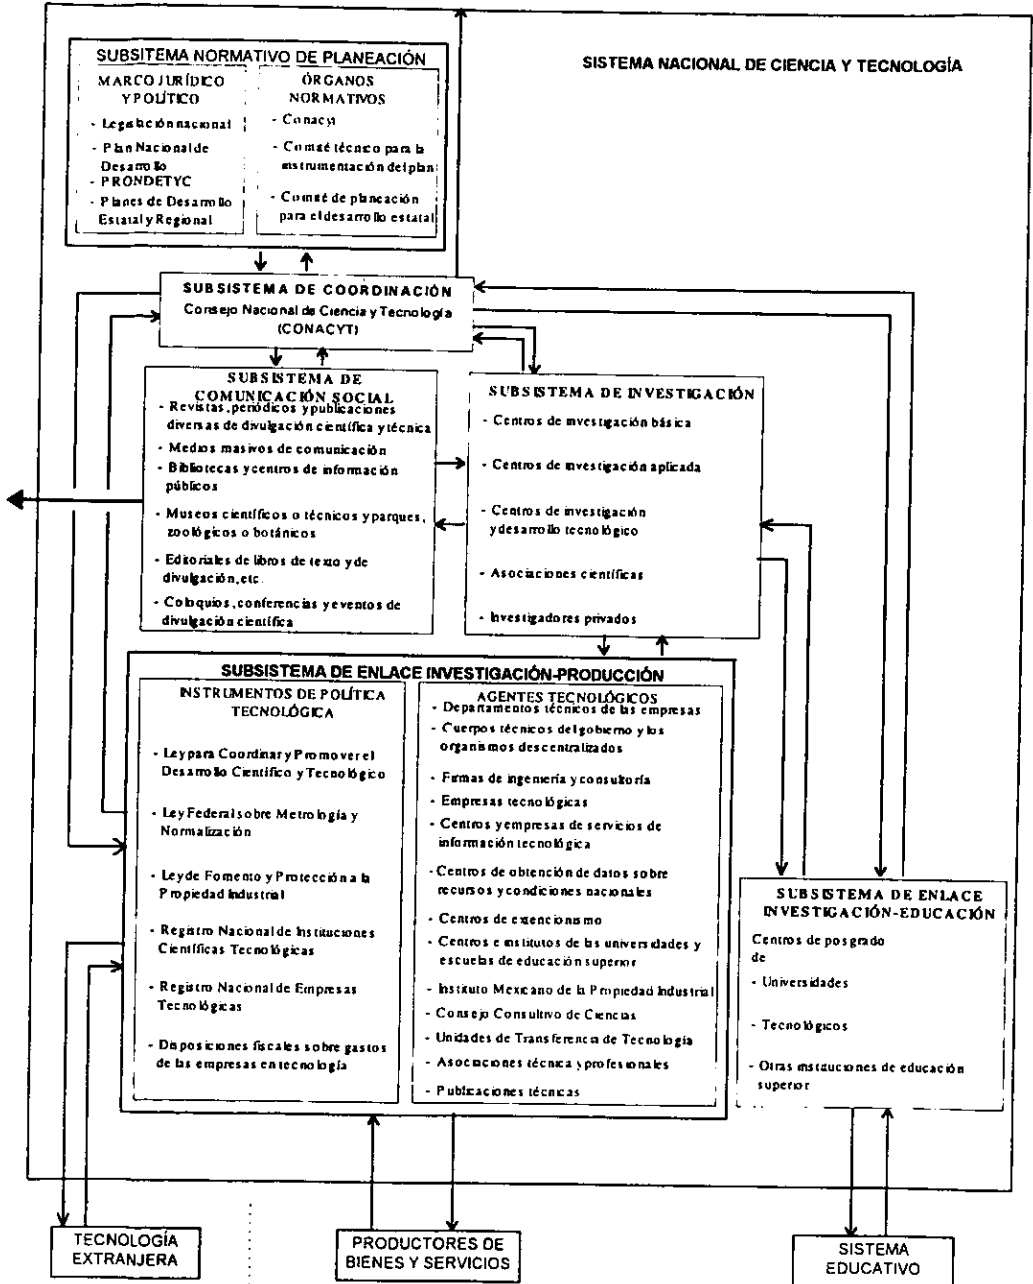 SISTEMA NACIONAL DE CIENCIA Y TECNOLOGÍA
SUBSITEMA NORMATIVO DE PLANEACIÓN
MARCO JURÍDICO
Y POLÍTICO
- Legislación nacional
- Plan Nacional de
Desarrollo
- PRONDETYC
- Planes de Desarrollo
Estatal y Regional
ÓRGANOS
NORMATIVOS
- Conacyt
- Comité técnico para la
instrumentación del plan
- Comité de planeación
para el desarrollo estatal
SUBSISTEMA DE COORDINACIÓN
Consejo Nacional de Ciencia y Tecnología
(CONACYT)
SUBSISTEMA DE
COMUNICACIÓN SOCIAL
- Revistas, periódicos y publicaciones
diversas de divulgación científica y técnica
- Medios masivos de comunicación
- Bibliotecas y centros de información
públicos
- Museos científicos o técnicos y parques,
zoológicos o botánicos
- Editoriales de libros de texto y de
divulgación, etc.
- Coloquios, conferencias y eventos de
divulgación científica
SUBSISTEMA DE INVESTIGACIÓN
- Centros de investigación básica
- Centros de investigación aplicada
- Centros de investigación
y desarrollo tecnológico
- Asociaciones científicas
- Investigadores privados
SUBSISTEMA DE ENLACE INVESTIGACIÓN-PRODUCCIÓN
INSTRUMENTOS DE POLÍTICA
TECNOLÓGICA
- Ley para Coordinar y Promover el
Desarrollo Científico y Tecnológico
- Ley Federal sobre Metrología y
Normalización
- Ley de Fomento y Protección a la
Propiedad Industrial
- Registro Nacional de Instituciones
Científicas Tecnológicas
- Registro Nacional de Empresas
Tecnológicas
- Disposiciones fiscales sobre gastos
de las empresas en tecnología
AGENTES TECNOLÓGICOS
- Departamentos técnicos de las empresas
- Cuerpos técnicos del gobierno y los
organismos descentralizados
- Firmas de ingeniería y consultoría
- Empresas tecnológicas
- Centros y empresas de servicios de
información tecnológica
- Centros de obtención de datos sobre
recursos y condiciones nacionales
- Centros de extencionismo
- Centros e institutos de las universidades y
escuelas de educación superior
- Instituto Mexicano de la Propiedad Industrial
- Consejo Consultivo de Ciencias
- Unidades de Transferencia de Tecnología
- Asociaciones técnica y profesionales
- Publicaciones técnicas
SUBSISTEMA DE ENLACE
INVESTIGACIÓN-EDUCACIÓN
Centros de posgrado
de
- Universidades
- Tecnológicos
- Otras instituciones de educación
superior
TECNOLOGÍA
EXTRANJERA
PRODUCTORES DE
BIENES Y SERVICIOS
SISTEMA
EDUCATIVO